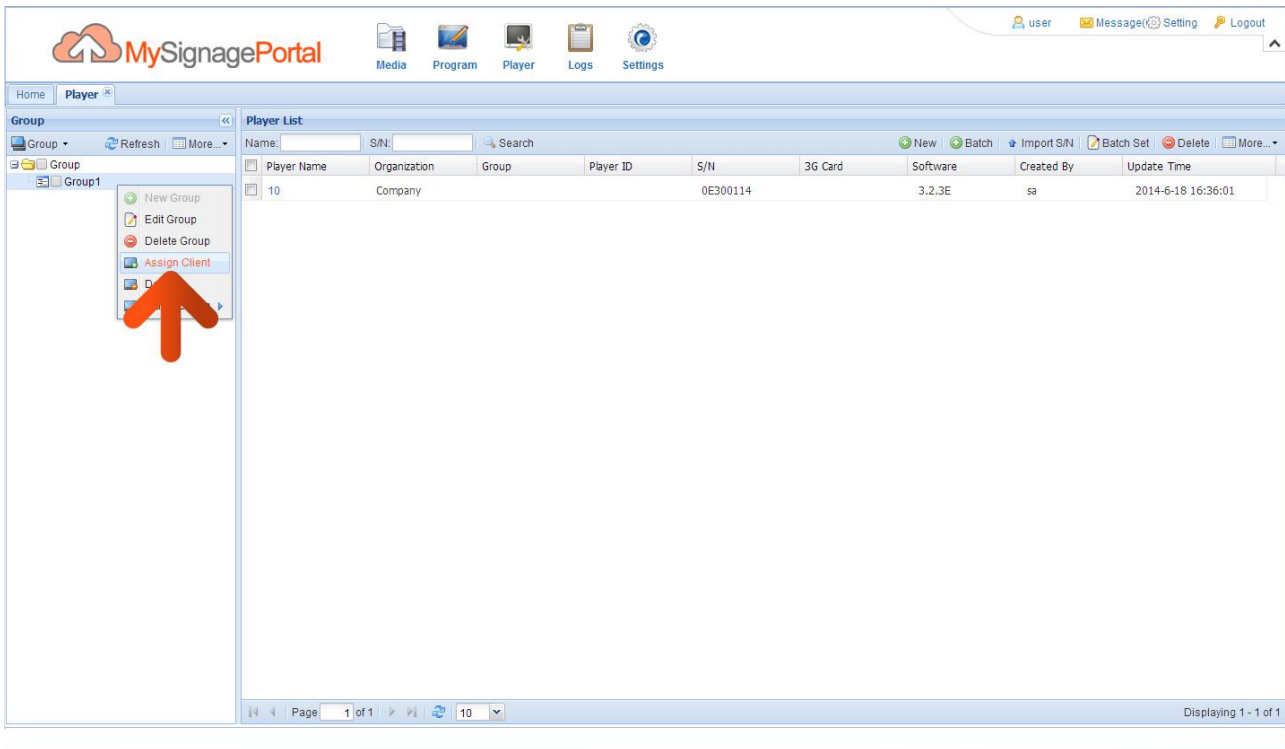 user Message( Setting Logout
MySignagePortal
Media Program Player Logs Settings
Home Player
Group
Group Refresh More...
Group
Group1
New Group
Edit Group
Delete Group
Assign Client
Player List
Name: S/N: Search New Batch Import S/N Batch Set Delete More...
Player Name Organization Group Player ID S/N 3G Card Software Created By Update Time
10 Company 0E300114 3.2.3E sa 2014-6-18 16:36:01
Page 1 of 1 10 Displaying 1 - 1 of 1